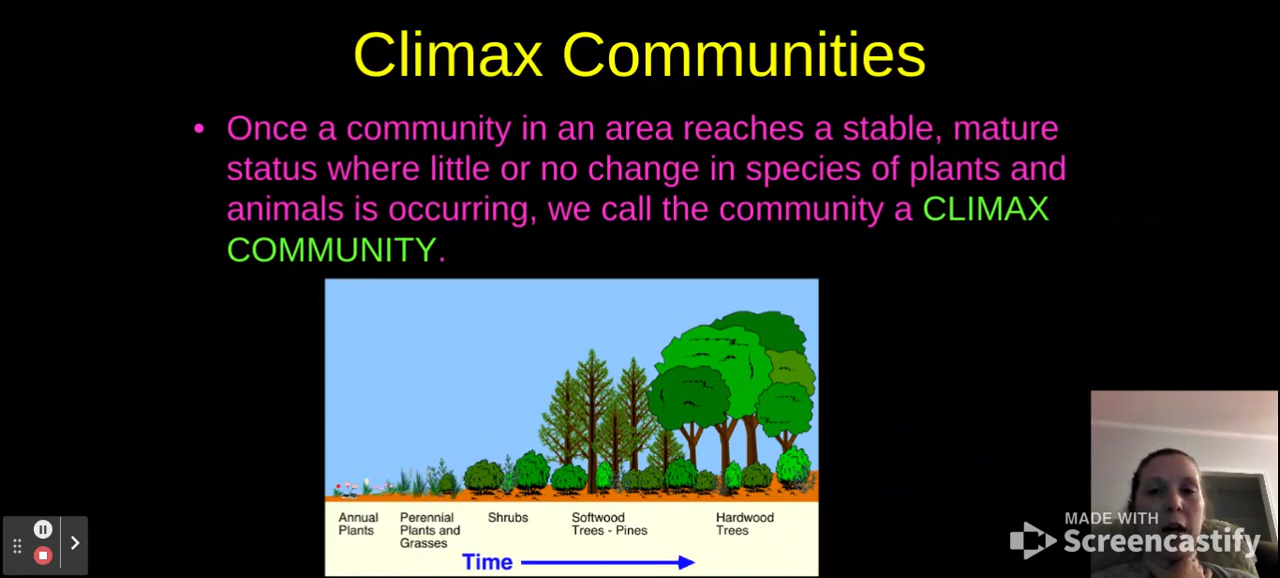 Climax Communities
• Once a community in an area reaches a stable, mature
status where little or no change in species of plants and
animals is occurring, we call the community a CLIMAX
COMMUNITY.
Annual
Plants
Perennial
Plants and
Grasses
Shrubs
Softwood
Trees - Pines
Hardwood
Trees
Time
MADE WITH
Screencastify